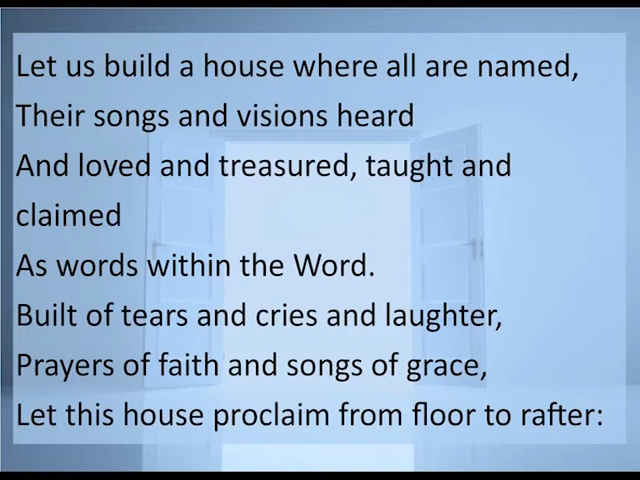 Let us build a house where all are named,
Their songs and visions heard
And loved and treasured, taught and
claimed
As words within the Word.
Built of tears and cries and laughter,
Prayers of faith and songs of grace,
Let this house proclaim from floor to rafter: